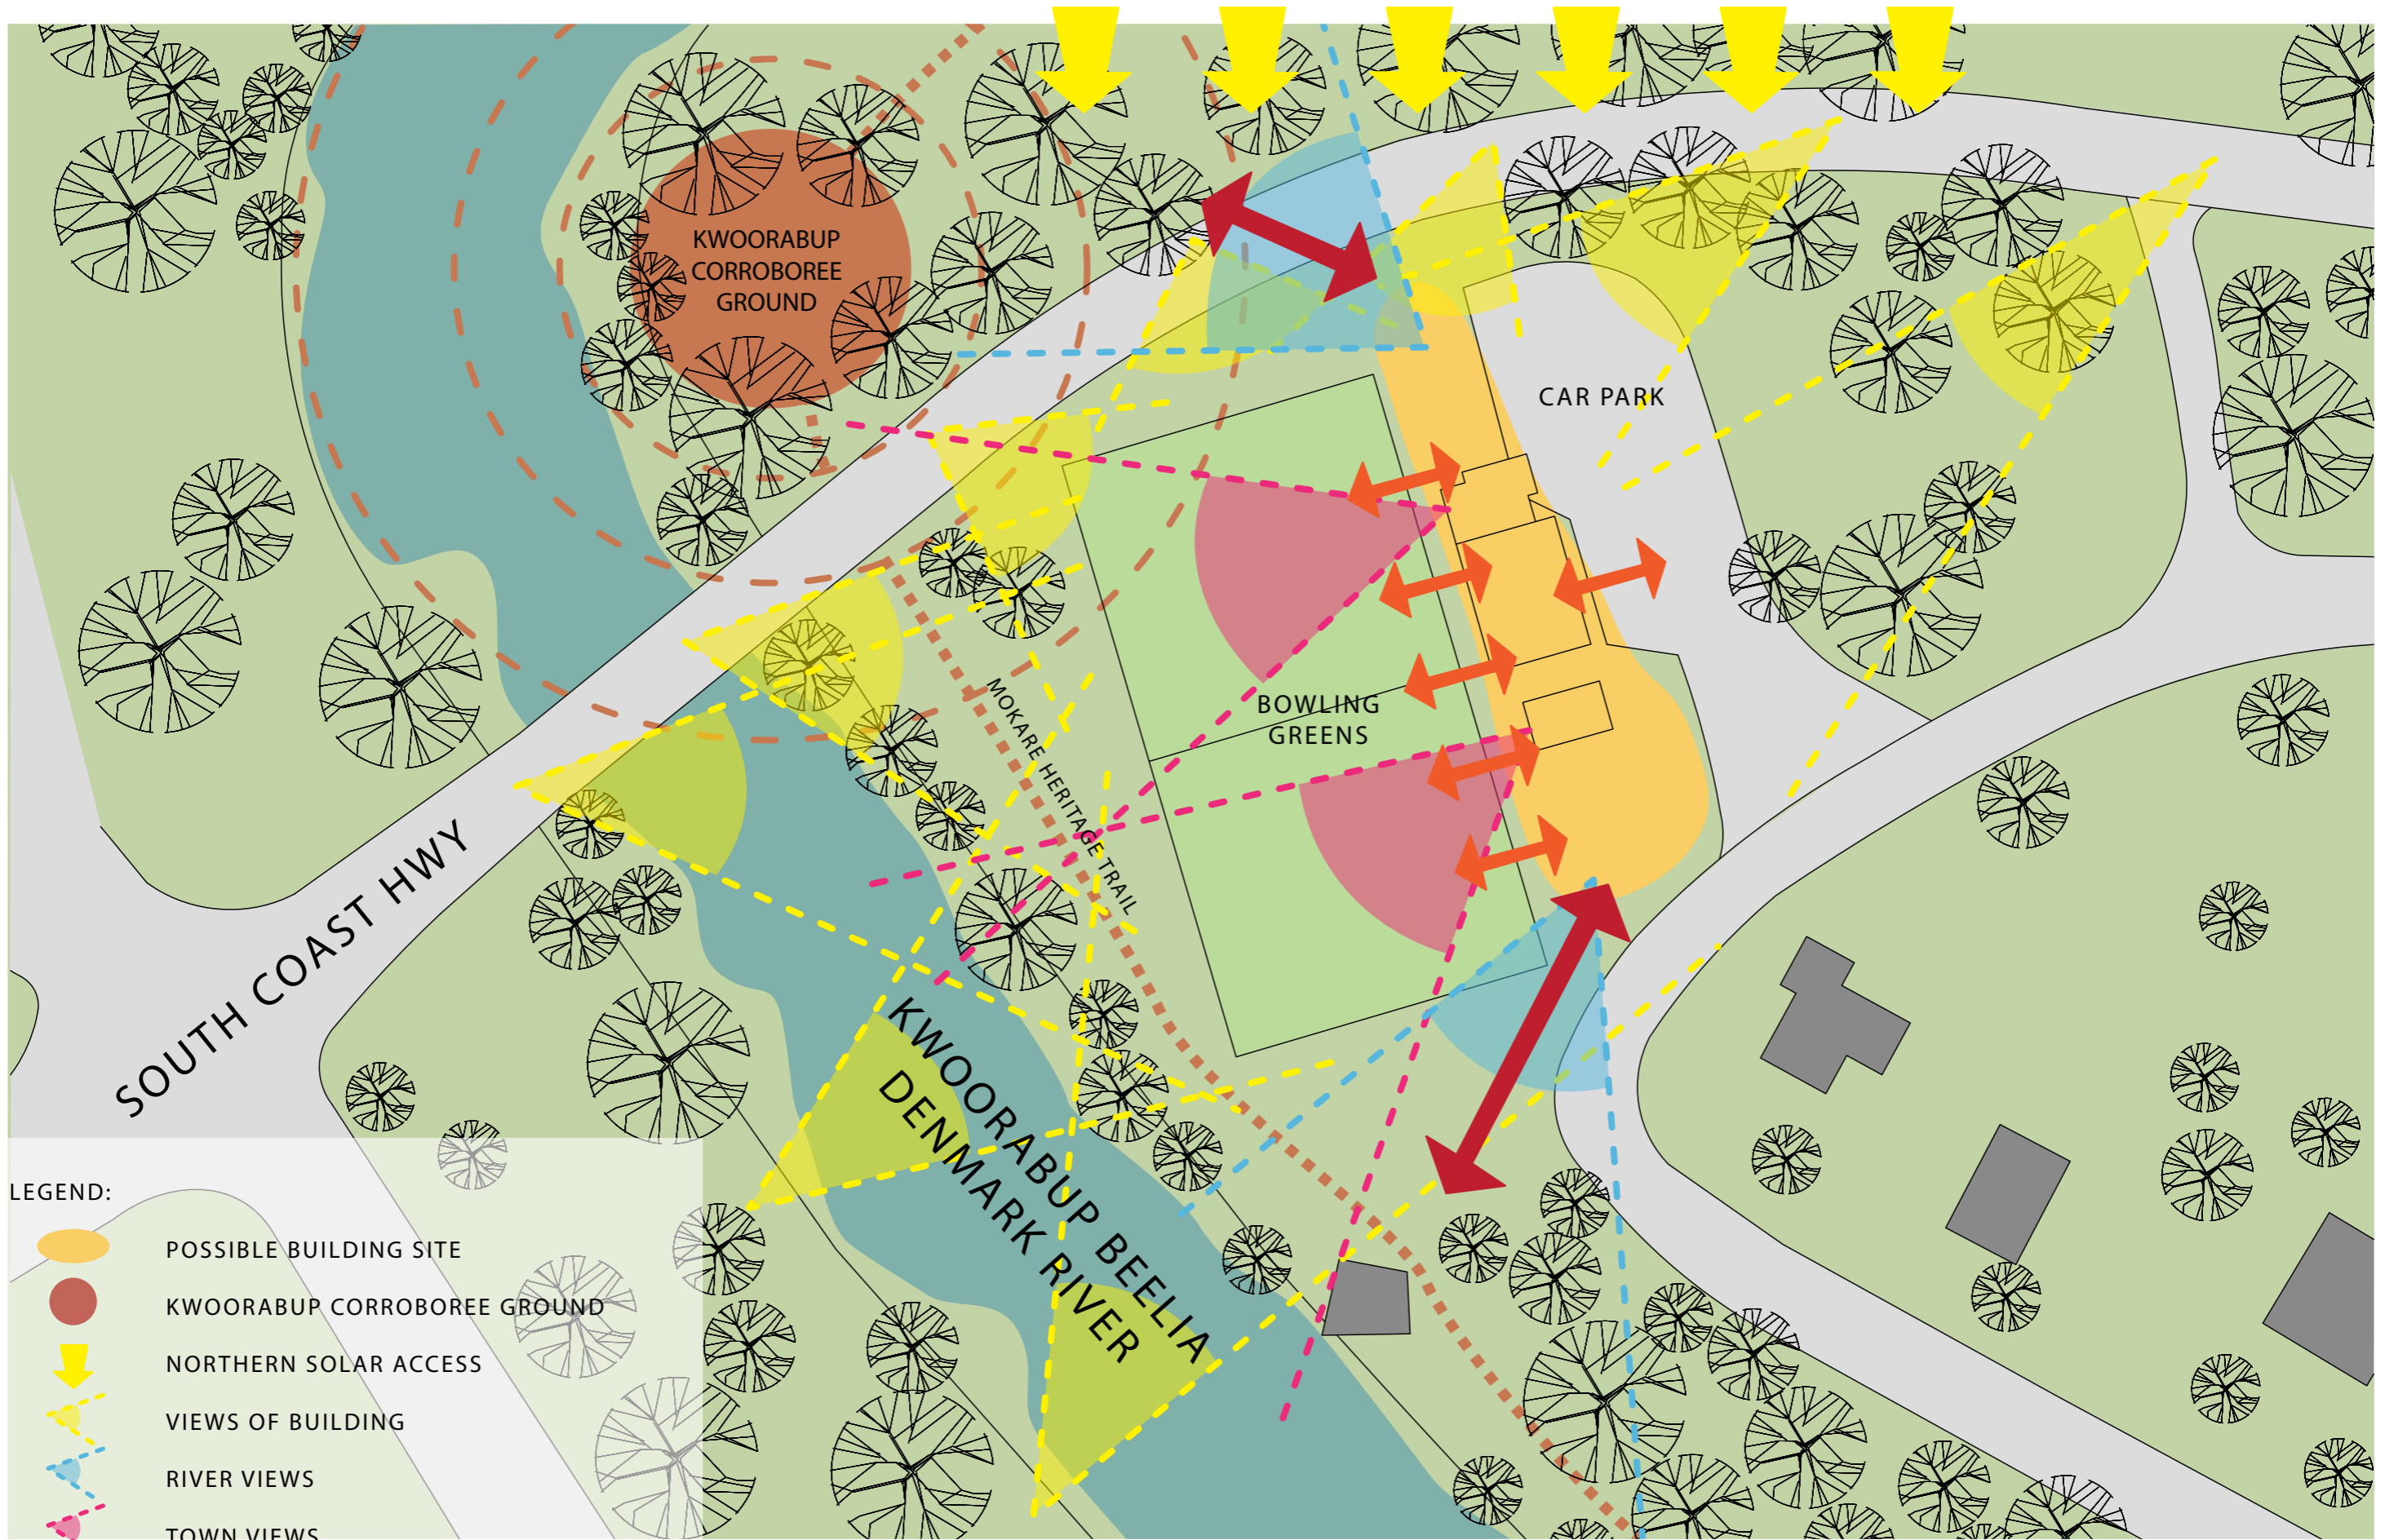 KWOORABUP
CORROBOREE
GROUND
CAR PARK
BOWLING
GREENS
MOKARE HERITAGE TRAIL
SOUTH COAST HWY
KWOORABUP BEELIA
DENMARK RIVER
LEGEND:
POSSIBLE BUILDING SITE
KWOORABUP CORROBOREE GROUND
NORTHERN SOLAR ACCESS
VIEWS OF BUILDING
RIVER VIEWS
TOWN VIEWS